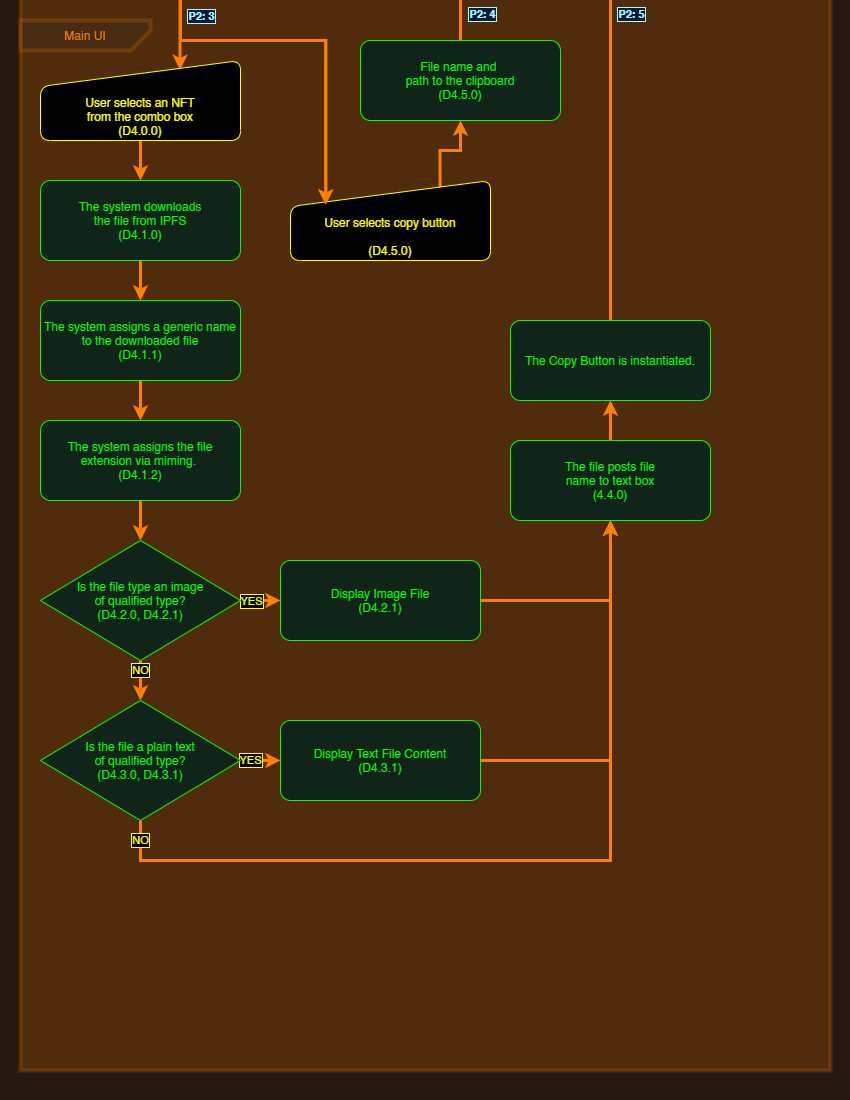 P2: 3
P2: 4
P2: 5
Main UI
User selects an NFT
from the combo box
(D4.0.0)
File name and
path to the clipboard
(D4.5.0)
The system downloads
the file from IPFS
(D4.1.0)
User selects copy button
(D4.5.0)
The system assigns a generic name
to the downloaded file
(D4.1.1)
The Copy Button is instantiated.
The system assigns the file
extension via miming.
(D4.1.2)
The file posts file
name to text box
(4.4.0)
Is the file type an image
of qualified type?
(D4.2.0, D4.2.1)
YES
Display Image File
(D4.2.1)
NO
Is the file a plain text
of qualified type?
(D4.3.0, D4.3.1)
YES
Display Text File Content
(D4.3.1)
NO